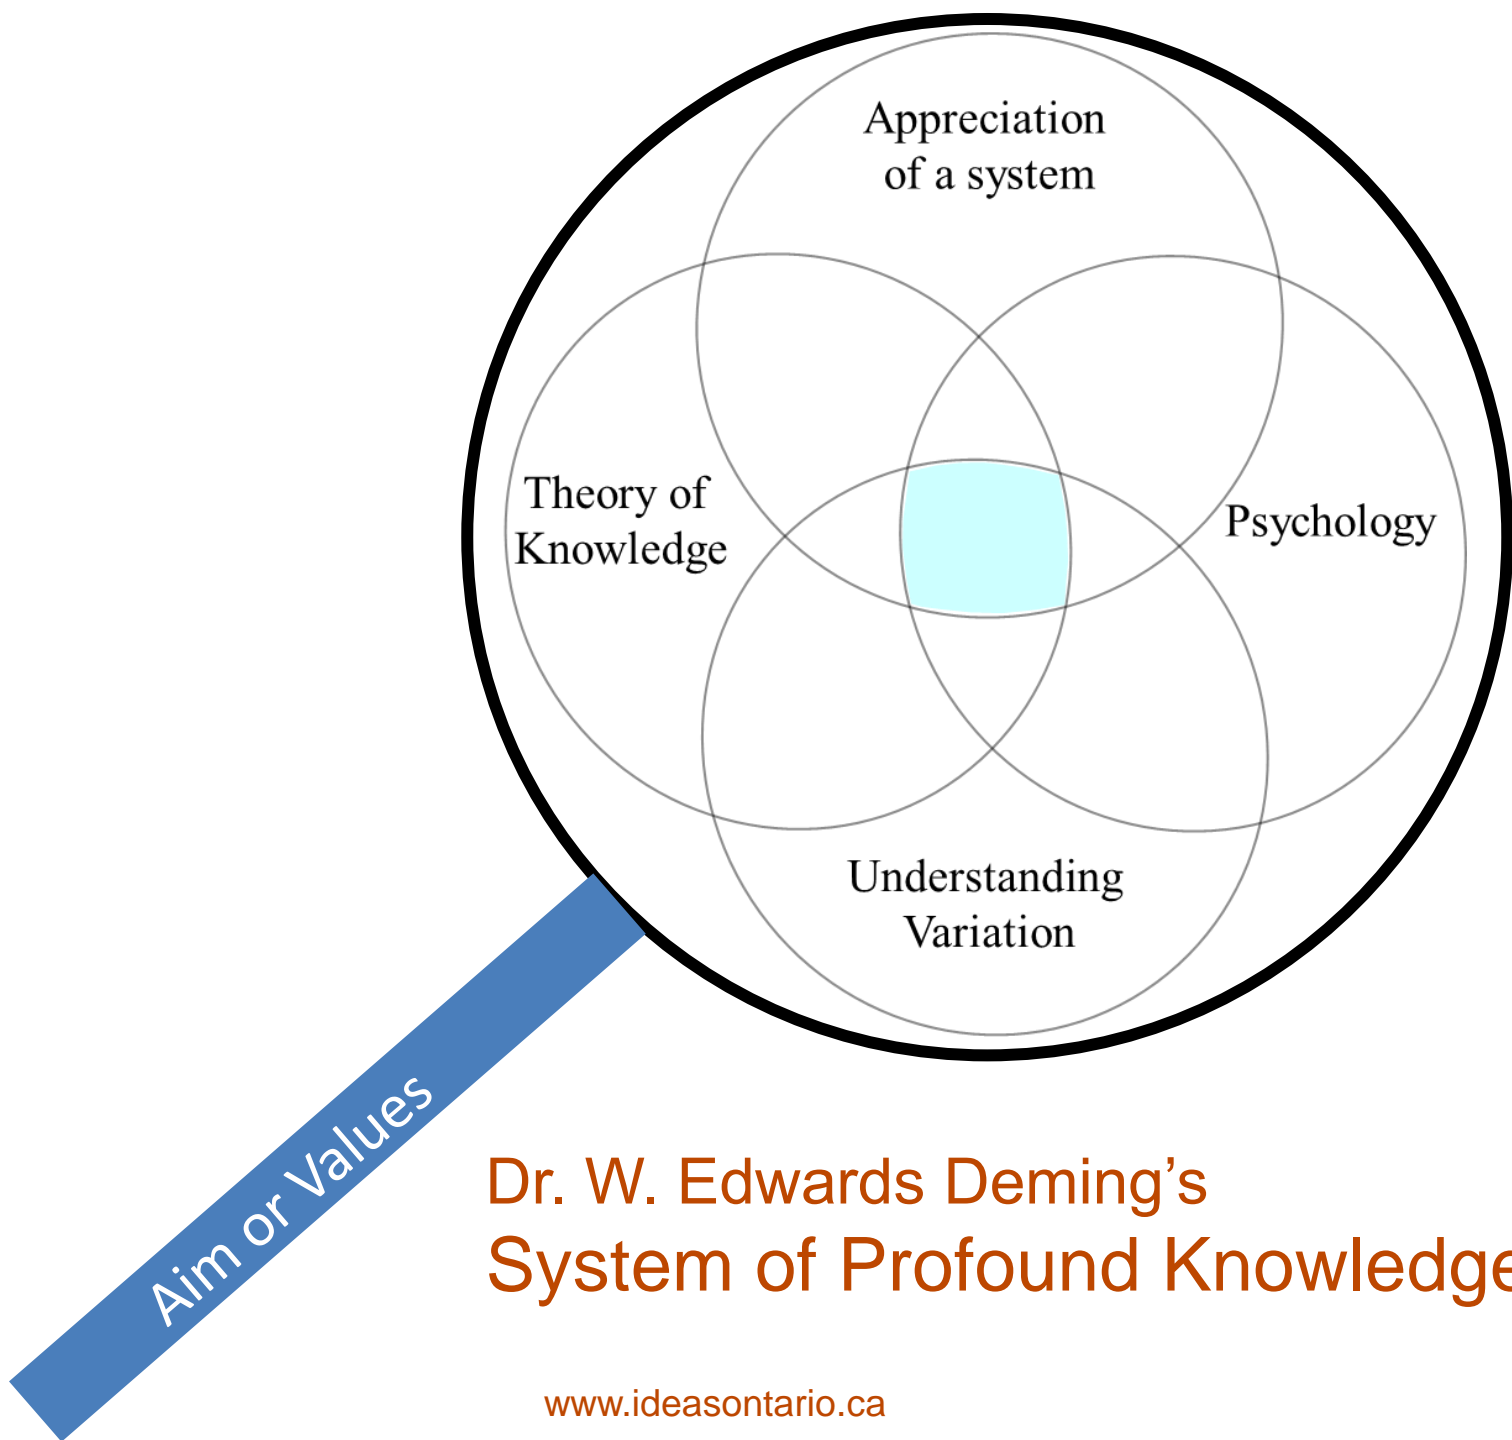 Appreciation
of a system
Theory of
Knowledge
Psychology
Understanding
Variation
Aim or Values
Dr. W. Edwards Deming’s
System of Profound Knowledge
www.ideasontario.ca